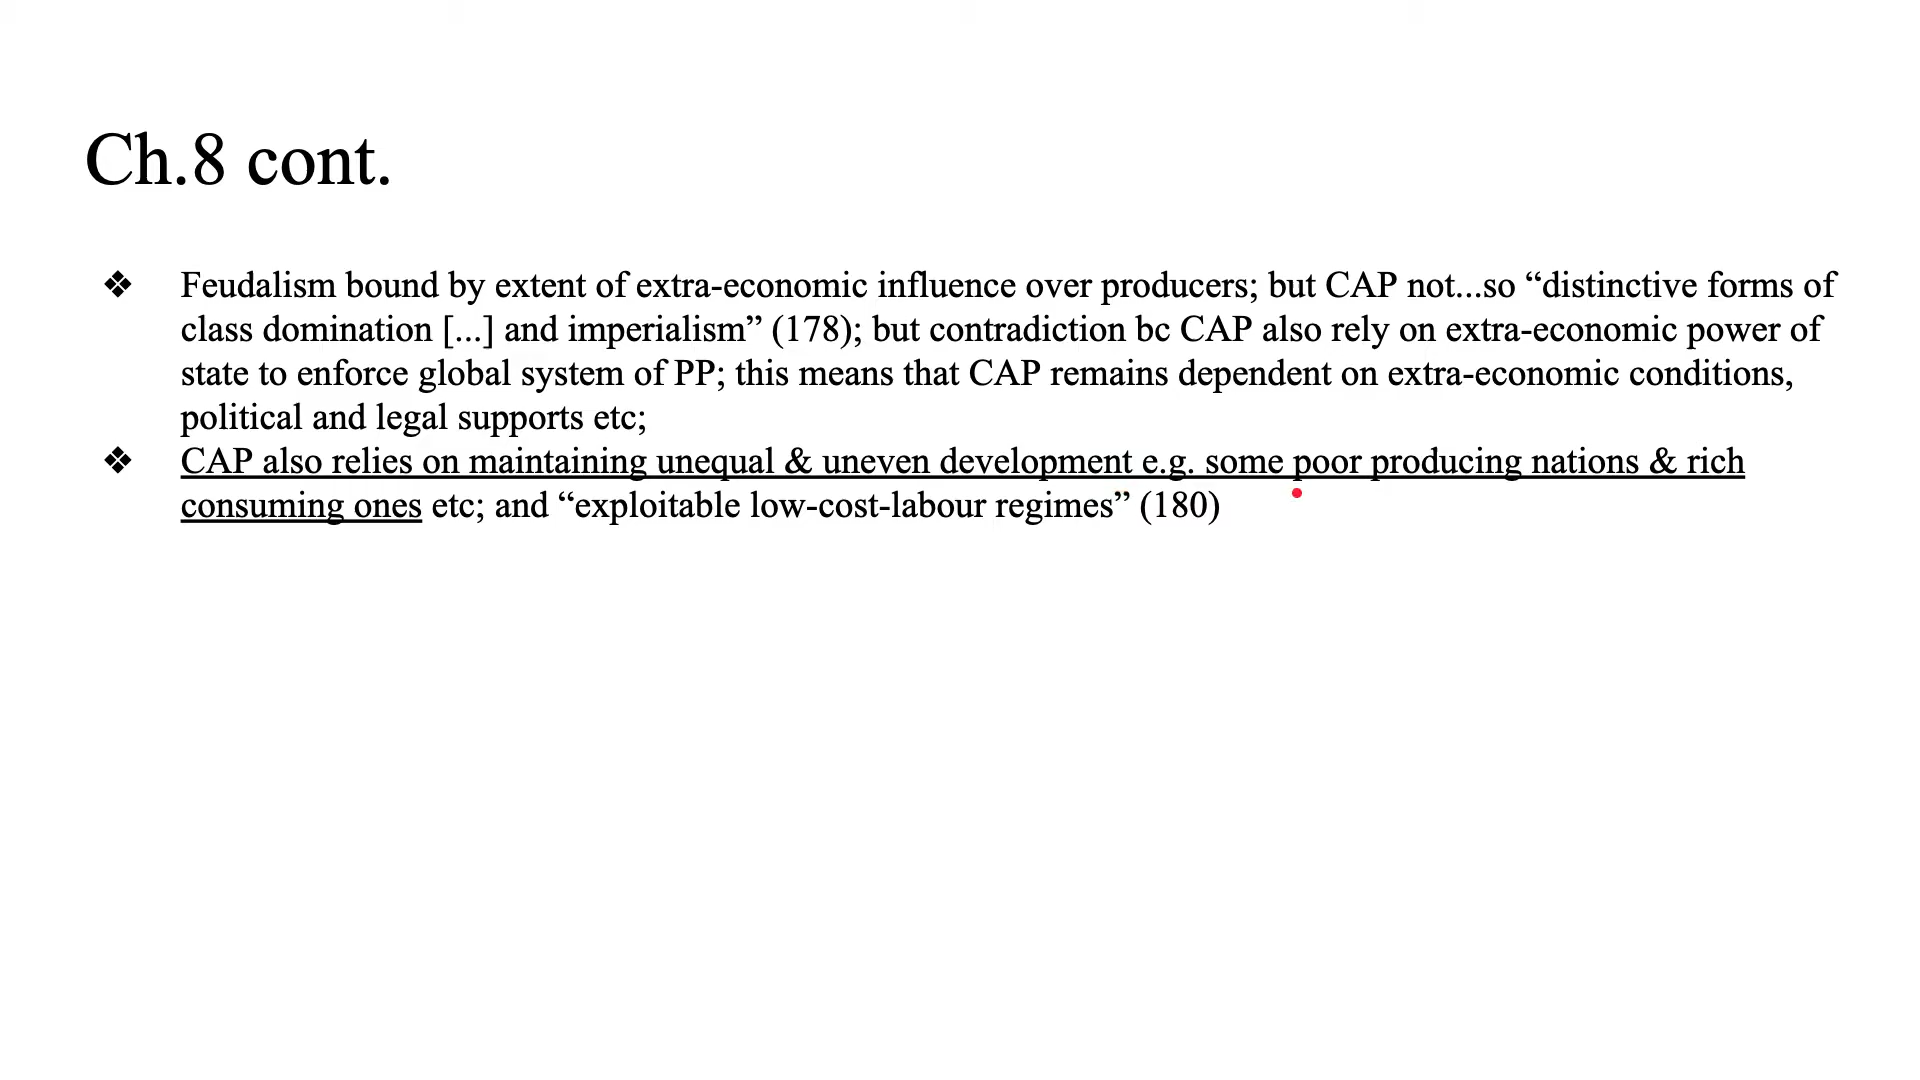 Ch.8 cont.
❖ Feudalism bound by extent of extra-economic influence over producers; but CAP not...so “distinctive forms of
class domination [...] and imperialism” (178); but contradiction bc CAP also rely on extra-economic power of
state to enforce global system of PP; this means that CAP remains dependent on extra-economic conditions,
political and legal supports etc;
❖ CAP also relies on maintaining unequal & uneven development e.g. some poor producing nations & rich
consuming ones etc; and “exploitable low-cost-labour regimes” (180)